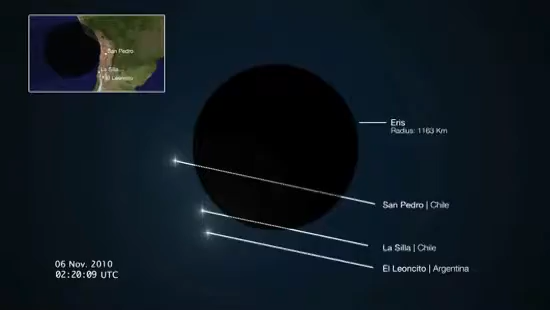 San Pedro
La Silla
El Leoncito
Eris
Radius: 1163 Km
San Pedro | Chile
La Silla | Chile
El Leoncito | Argentina
06 Nov. 2010
02:20:09 UTC